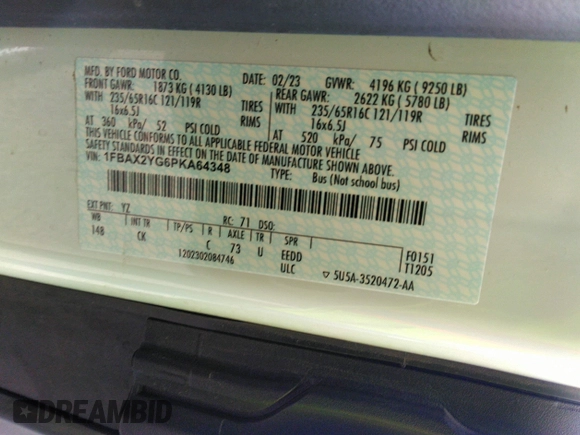 MFD. BY FORD MOTOR CO.
DATE: 02/23 GVWR: 4196 KG ( 9250 LB)
FRONT GAWR: 1873 KG ( 4130 LB) REAR GAWR: 2622 KG ( 5780 LB)
WITH 235/65R16C 121/119R TIRES WITH 235/65R16C 121/119R TIRES
16x6.5J RIMS 16x6.5J RIMS
AT 360 kPa/ 52 PSI COLD AT 520 kPa/ 75 PSI COLD
THIS VEHICLE CONFORMS TO ALL APPLICABLE FEDERAL MOTOR VEHICLE
SAFETY STANDARDS IN EFFECT ON THE DATE OF MANUFACTURE SHOWN ABOVE.
VIN: 1FBAX2YG6PKA64348
TYPE: Bus (Not school bus)
EXT PNT: YZ RC: 71 DSO:
WB INT TR TP/PS R AXLE TR SPR
148 CK C 73 U EEDD
1202302084746 ULC
F0151
T1205
▽ 5U5A-3520472-AA
DREAMBID